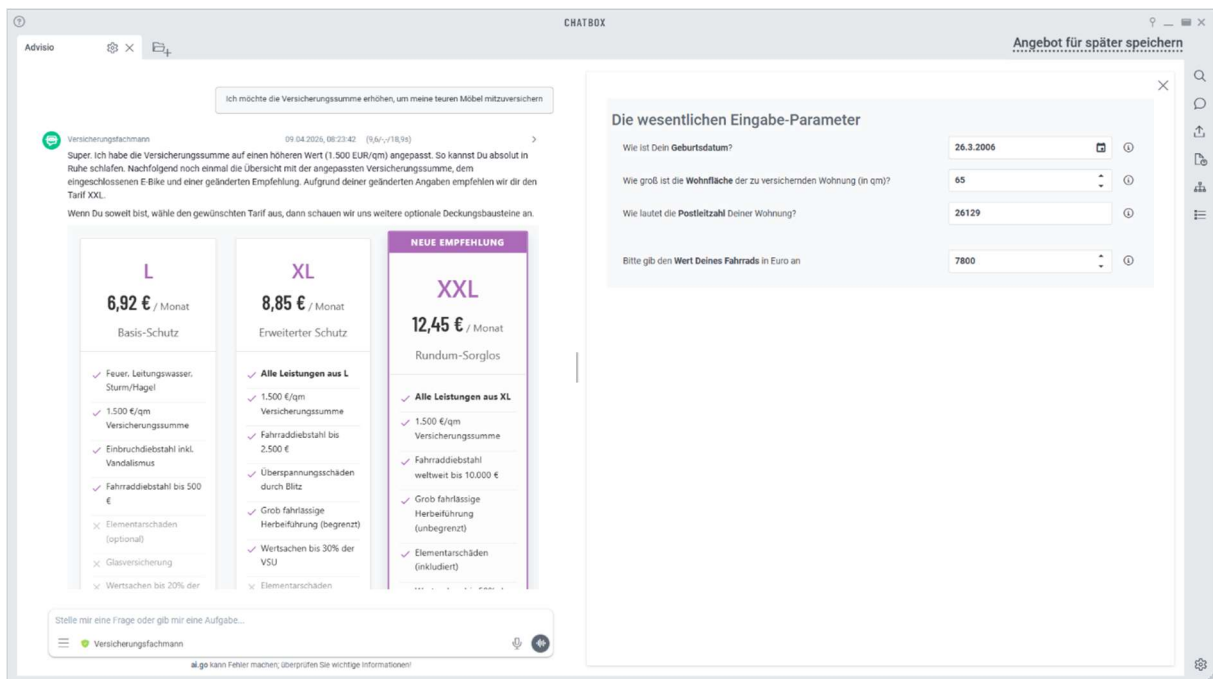 CHATBOX
Advisio
Angebot für später speichern
Ich möchte die Versicherungssumme erhöhen, um meine teuren Möbel mitzuversichern
Versicherungsfachmann 09.04.2026, 08:23:42 (9,6/-,-/18,9s)
Super. Ich habe die Versicherungssumme auf einen höheren Wert (1.500 EUR/qm) angepasst. So kannst Du absolut in
Ruhe schlafen. Nachfolgend noch einmal die Übersicht mit der angepassten Versicherungssumme, dem
eingeschlossenen E-Bike und einer geänderten Empfehlung. Aufgrund deiner geänderten Angaben empfehlen wir dir den
Tarif XXL.
Wenn Du soweit bist, wähle den gewünschten Tarif aus, dann schauen wir uns weitere optionale Deckungsbausteine an.
L
6,92 € / Monat
Basis-Schutz
Feuer, Leitungswasser,
Sturm/Hagel
1.500 €/qm
Versicherungssumme
Einbruchdiebstahl inkl.
Vandalismus
Fahrraddiebstahl bis 500
€
Elementarschäden
(optional)
Glasversicherung
Wertsachen bis 20% der
XL
8,85 € / Monat
Erweiterter Schutz
Alle Leistungen aus L
1.500 €/qm
Versicherungssumme
Fahrraddiebstahl bis
2.500 €
Überspannungsschäden
durch Blitz
Grob fahrlässige
Herbeiführung (begrenzt)
Wertsachen bis 30% der
VSU
Elementarschäden
NEUE EMPFEHLUNG
XXL
12,45 € / Monat
Rundum-Sorglos
Alle Leistungen aus XL
1.500 €/qm
Versicherungssumme
Fahrraddiebstahl
weltweit bis 10.000 €
Grob fahrlässige
Herbeiführung
(unbegrenzt)
Elementarschäden
(inkludiert)
Stelle mir eine Frage oder gib mir eine Aufgabe...
Versicherungsfachmann
ai.go kann Fehler machen; überprüfen Sie wichtige Informationen!
Die wesentlichen Eingabe-Parameter
Wie ist Dein Geburtsdatum? 26.3.2006
Wie groß ist die Wohnfläche der zu versichernden Wohnung (in qm)? 65
Wie lautet die Postleitzahl Deiner Wohnung? 26129
Bitte gib den Wert Deines Fahrrads in Euro an 7800